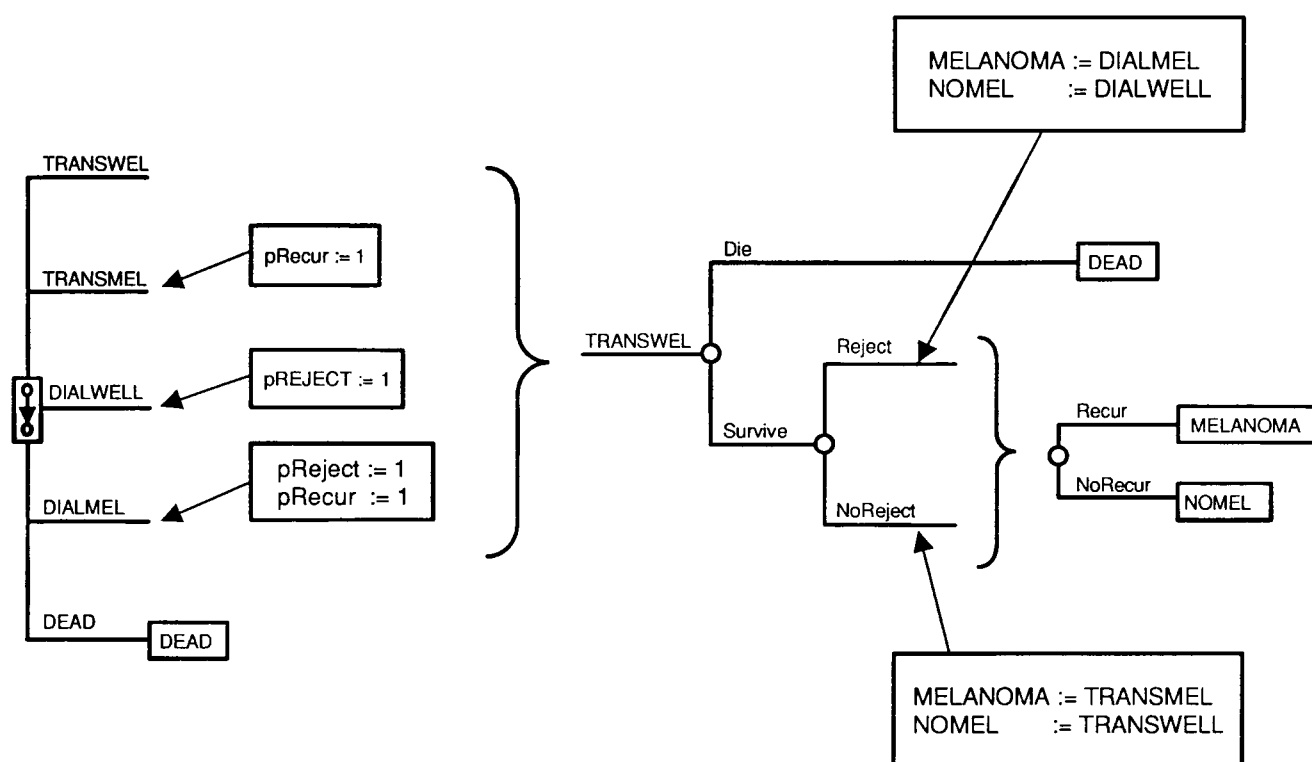 MELANOMA := DIALMEL
NOMEL := DIALWELL
TRANSWEL
pRecur := 1
TRANSMEL
Die
DEAD
TRANSWEL
Reject
pREJECT := 1
DIALWELL
Recur
MELANOMA
Survive
pReject := 1
pRecur := 1
NoRecur
NOMEL
DIALMEL
NoReject
DEAD
DEAD
MELANOMA := TRANSMEL
NOMEL := TRANSWELL